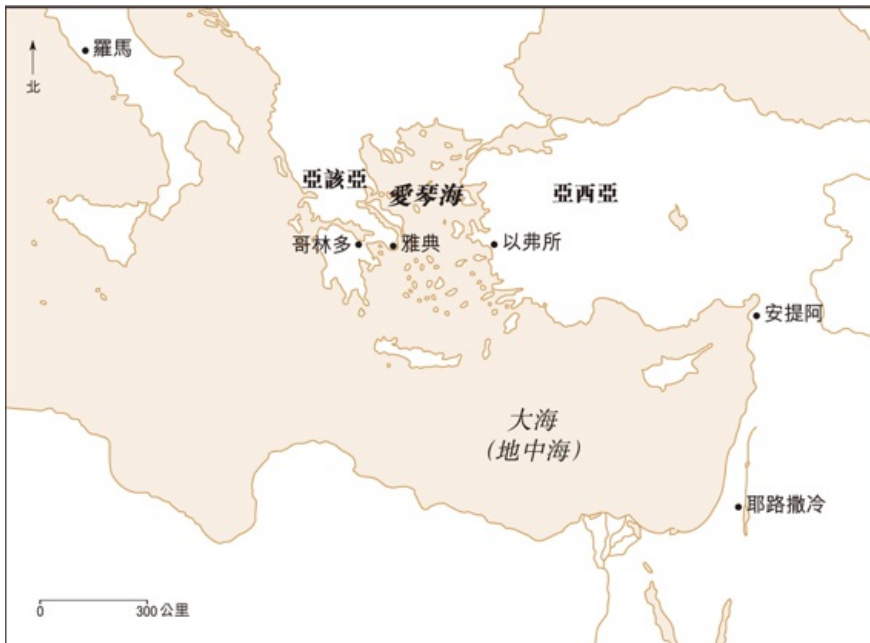 羅馬
北
亞該亞
愛琴海
亞西亞
哥林多
雅典
以弗所
安提阿
大海
(地中海)
耶路撒冷
0
300 公里